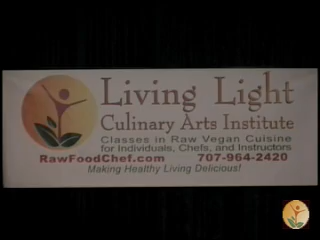 Living Light
Culinary Arts Institute
Classes in Raw Vegan Cuisine
for Individuals, Chefs, and Instructors
RawFoodChef.com 707-964-2420
Making Healthy Living Delicious!